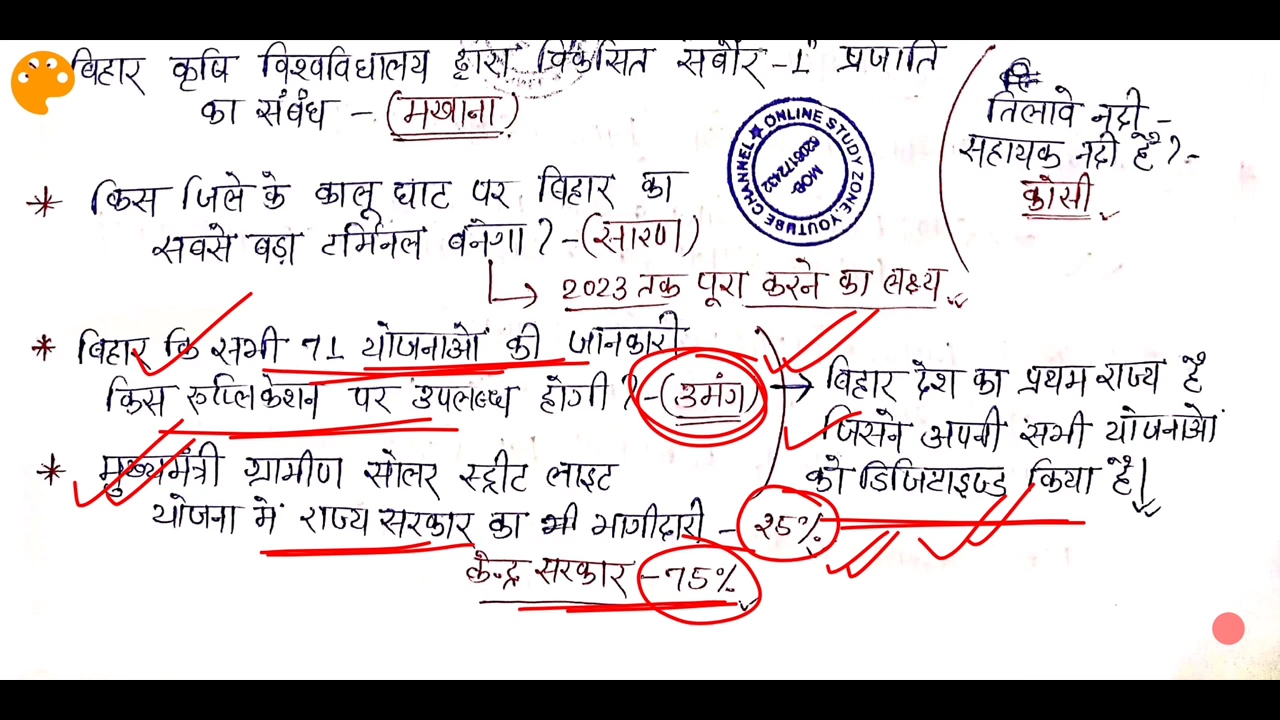 बिहार कृषि विश्वविद्यालय द्वारा विकसित सबौर-1 प्रजाति
का संबंध - (मखाना)
* किस जिले के कालू घाट पर बिहार का
सबसे बड़ा टर्मिनल बनेगा? - (सारण)
2023 तक पूरा करने का लक्ष्य
* बिहार कि सभी 71 योजनाओं की जानकारी
किस एप्लिकेशन पर उपलब्ध होगी? - (उमंग)
* मुख्यमंत्री ग्रामीण सोलर स्ट्रीट लाइट
योजना में राज्य सरकार का भी भागीदारी - 25%
केन्द्र सरकार - 75%
तिलावे नदी -
सहायक नदी है? -
कोसी
ONLINE STUDY ZONE YOUTUBE CHANNEL
MOB-
6206172432
→ बिहार देश का प्रथम राज्य है
जिसने अपनी सभी योजनाओं
को डिजिटाइज्ड किया है।